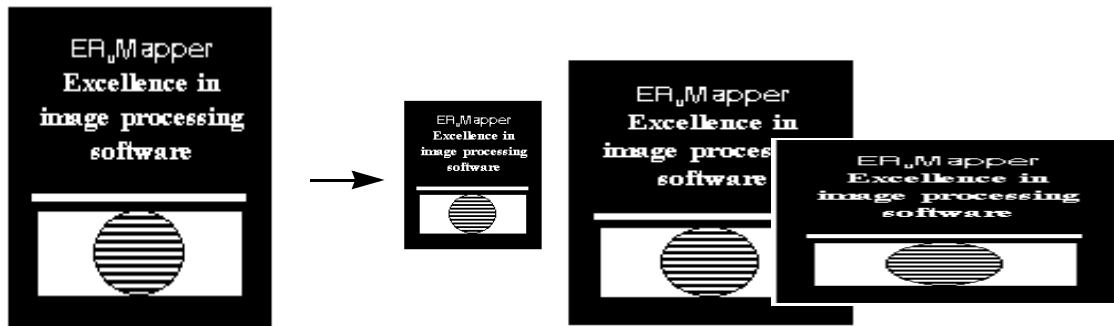 ER
u
Mapper
Excellence in
image processing
software
ER
u
Mapper
Excellence in
image processing
software
ER
u
Mapper
Excellence in
image proces
software
ER
u
Mapper
Excellence in
image processing
software